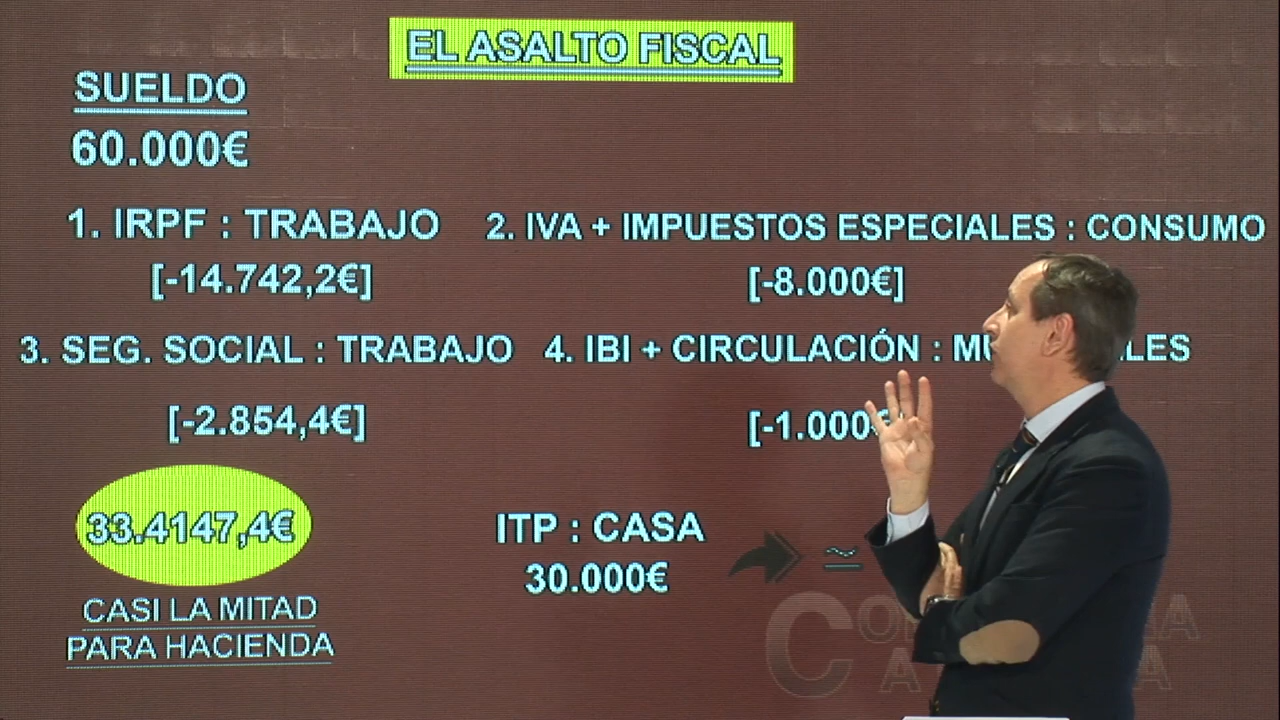 EL ASALTO FISCAL
SUELDO
60.000€
1. IRPF : TRABAJO
2. IVA + IMPUESTOS ESPECIALES : CONSUMO
[-14.742,2€]
[-8.000€]
3. SEG. SOCIAL : TRABAJO
4. IBI + CIRCULACIÓN :
[-2.854,4€]
[-1.000€
33.4147,4€
ITP : CASA
30.000€
≃
CASI LA MITAD
PARA HACIENDA